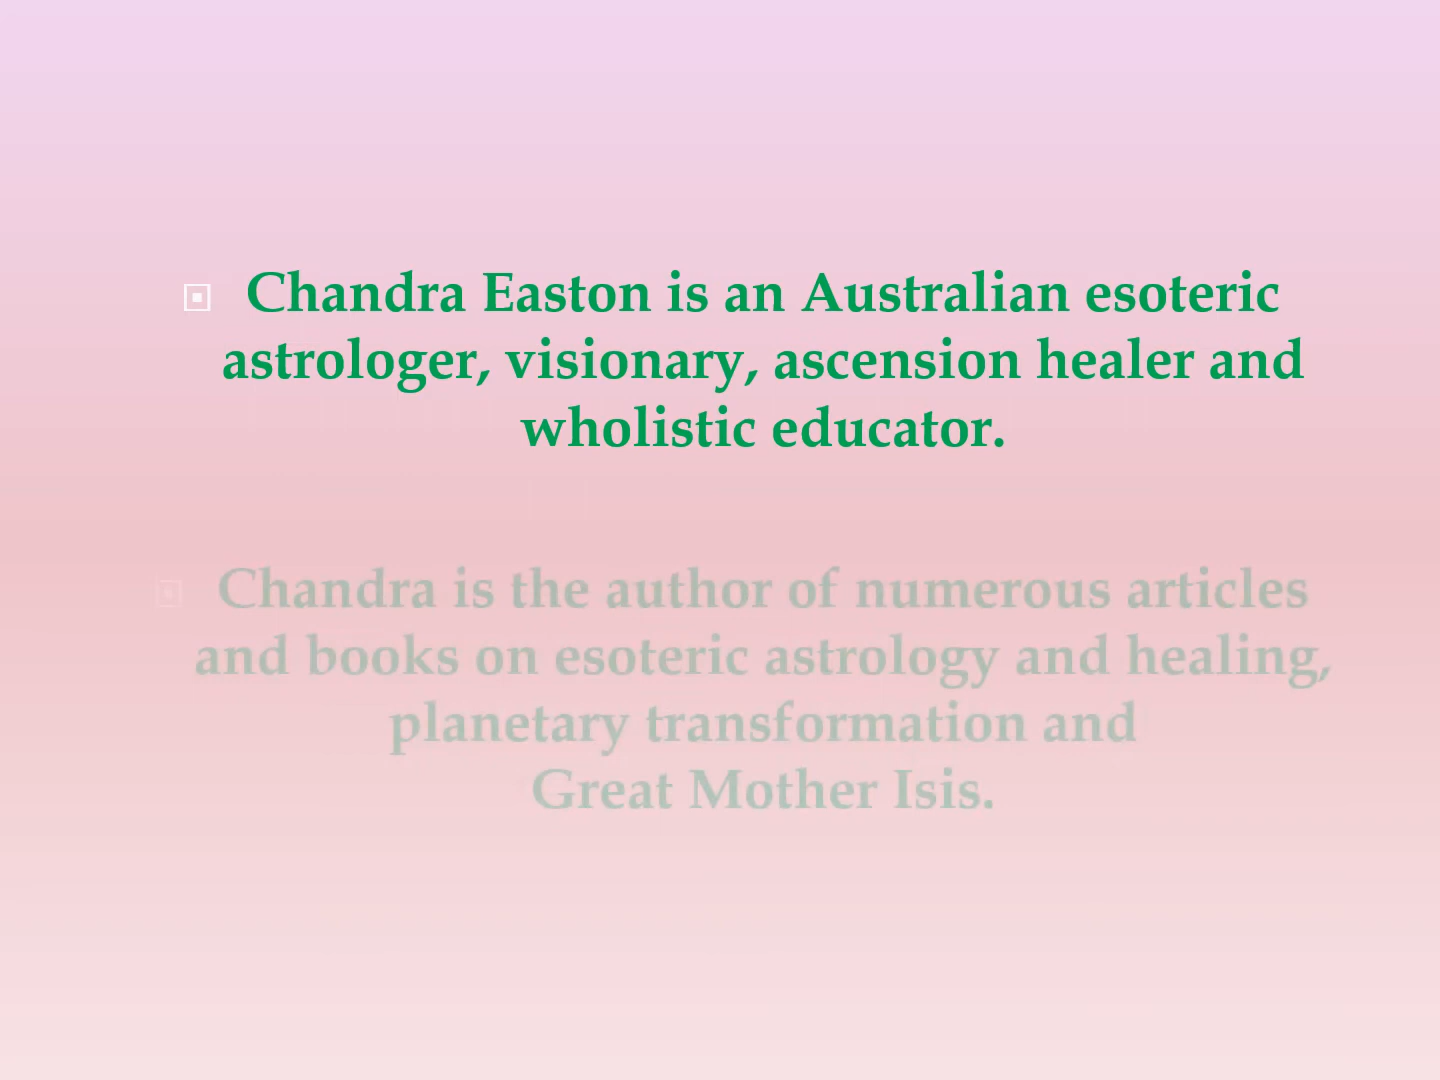 Chandra Easton is an Australian esoteric
astrologer, visionary, ascension healer and
wholistic educator.
Chandra is the author of numerous articles
and books on esoteric astrology and healing,
planetary transformation and
Great Mother Isis.